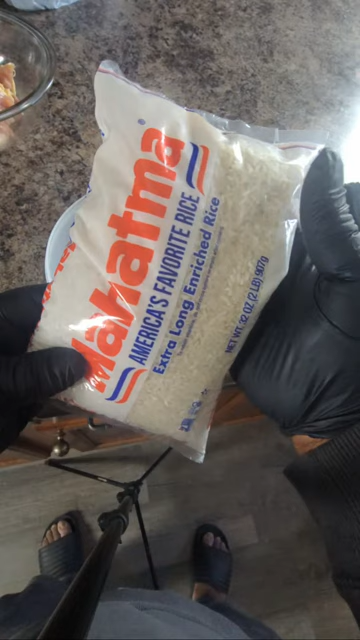 Mahatma®
AMERICA'S FAVORITE RICE
Extra Long Enriched Rice
NET WT. 32 OZ. (2 LB) 907g